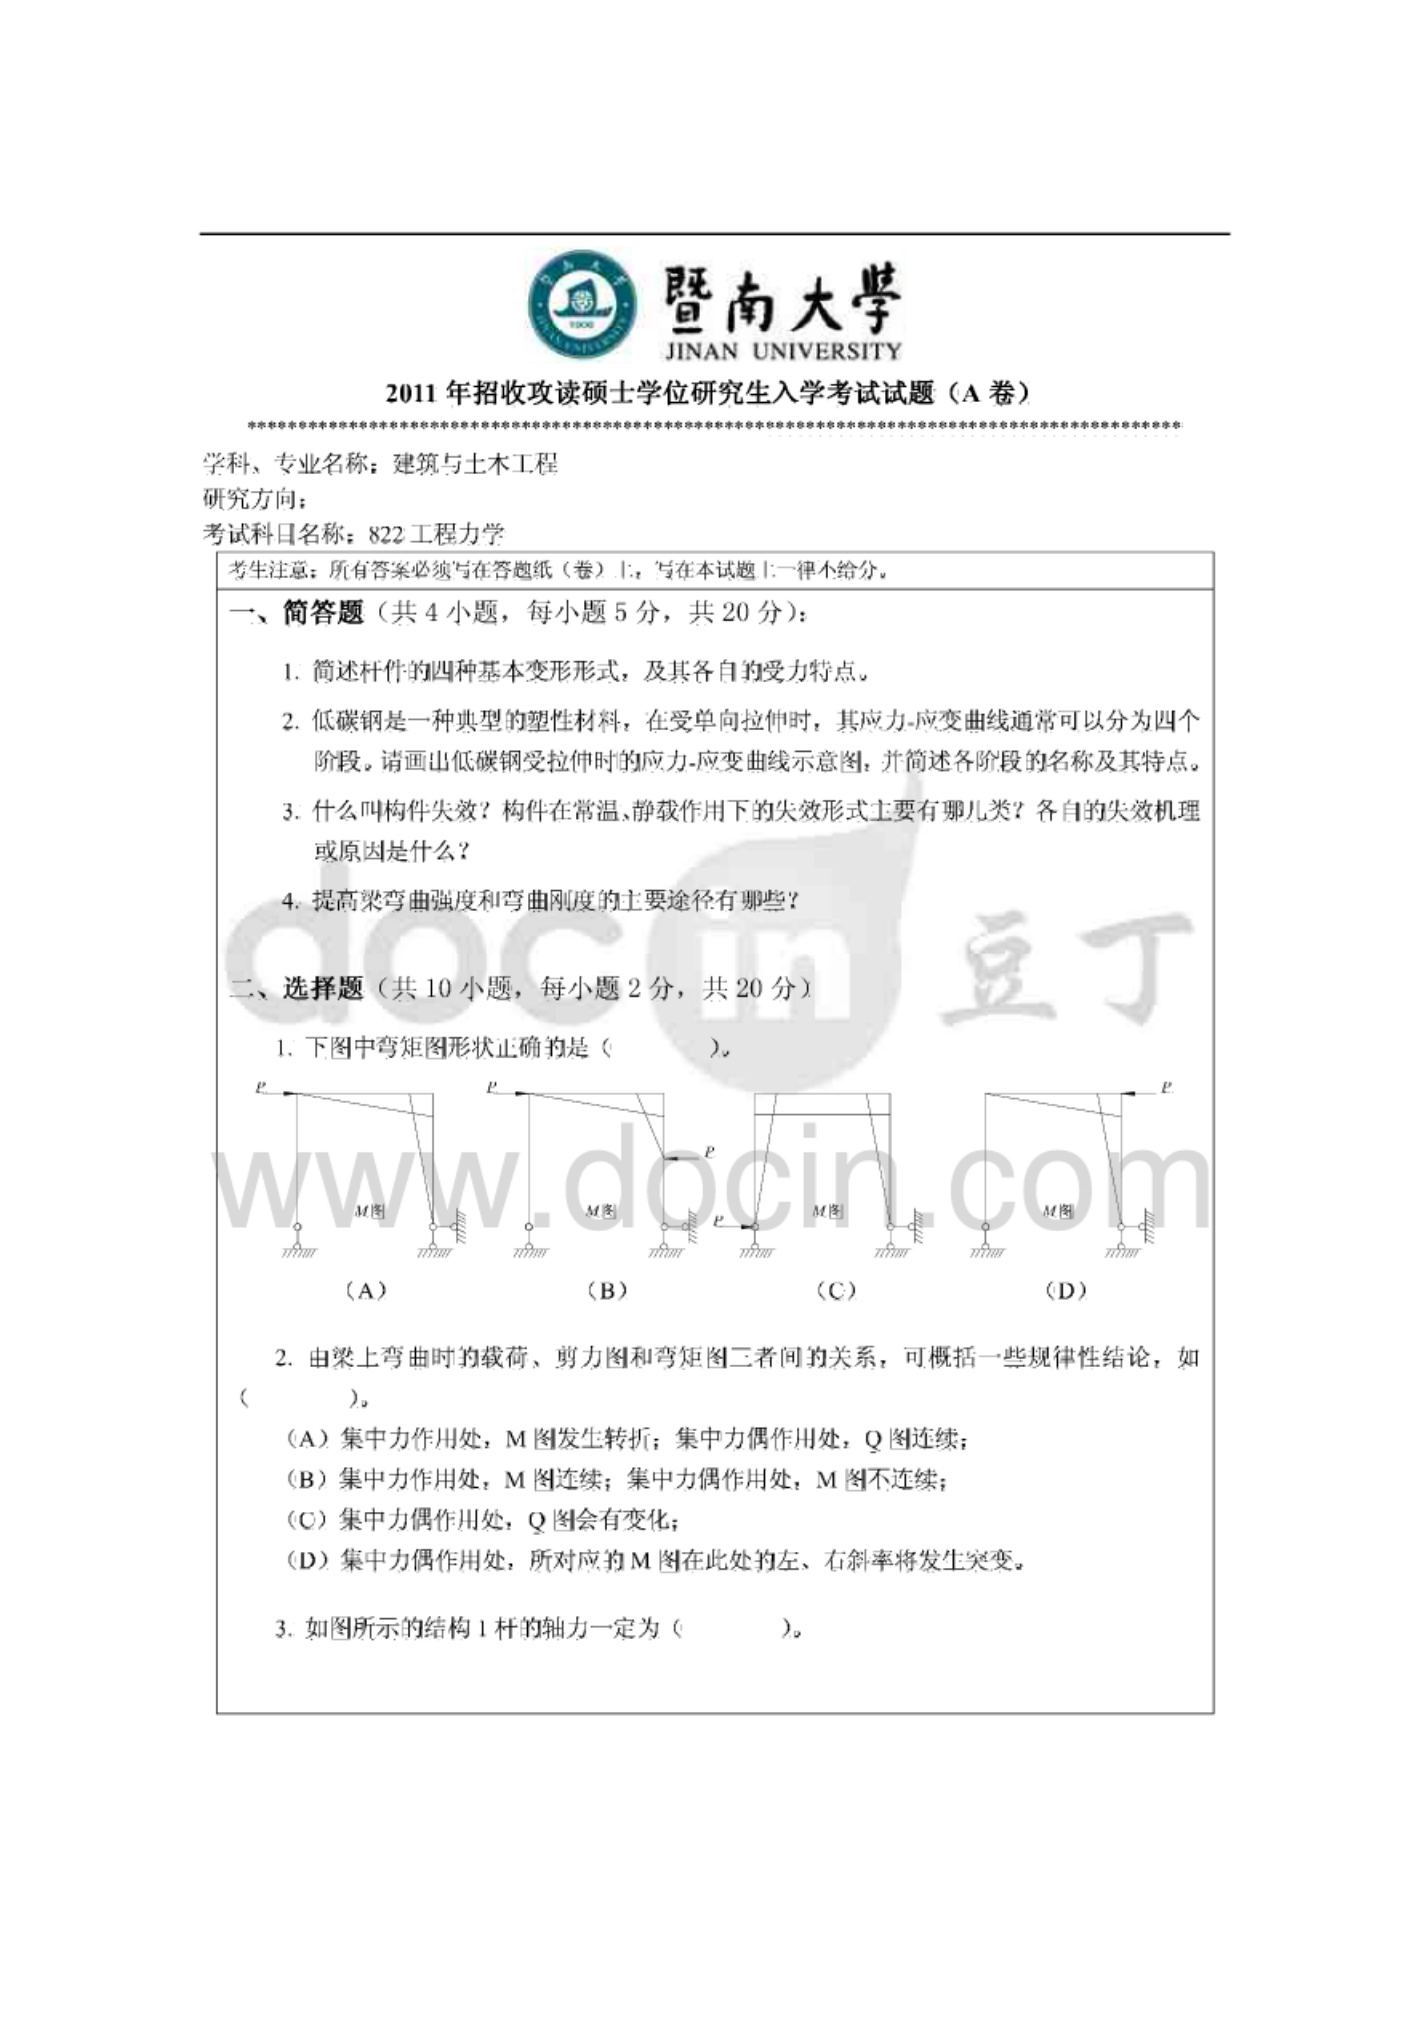 暨南大学
JINAN UNIVERSITY
2011 年招收攻读硕士学位研究生入学考试试题（A 卷）
********************************************************************************************
学科、专业名称：建筑与土木工程
研究方向：
考试科目名称：822 工程力学
考生注意：所有答案必须写在答题纸（卷）上，写在本试题上一律不给分。
一、简答题（共 4 小题，每小题 5 分，共 20 分）：
1. 简述杆件的四种基本变形形式，及其各自的受力特点。
2. 低碳钢是一种典型的塑性材料，在受单向拉伸时，其应力-应变曲线通常可以分为四个
阶段。请画出低碳钢受拉伸时的应力-应变曲线示意图，并简述各阶段的名称及其特点。
3. 什么叫构件失效？构件在常温、静载作用下的失效形式主要有哪几类？各自的失效机理
或原因是什么？
4. 提高梁弯曲强度和弯曲刚度的主要途径有哪些？
docin 豆丁
二、选择题（共 10 小题，每小题 2 分，共 20 分）
1. 下图中弯矩图形状正确的是（ ）。
P P P
P
www.docin.com
M图 M图 P M图 M图
（A） （B） （C） （D）
2. 由梁上弯曲时的载荷、剪力图和弯矩图三者间的关系，可概括一些规律性结论，如
（ ）。
（A）集中力作用处，M 图发生转折；集中力偶作用处，Q 图连续；
（B）集中力作用处，M 图连续；集中力偶作用处，M 图不连续；
（C）集中力偶作用处，Q 图会有变化；
（D）集中力偶作用处，所对应的 M 图在此处的左、右斜率将发生突变。
3. 如图所示的结构 1 杆的轴力一定为（ ）。